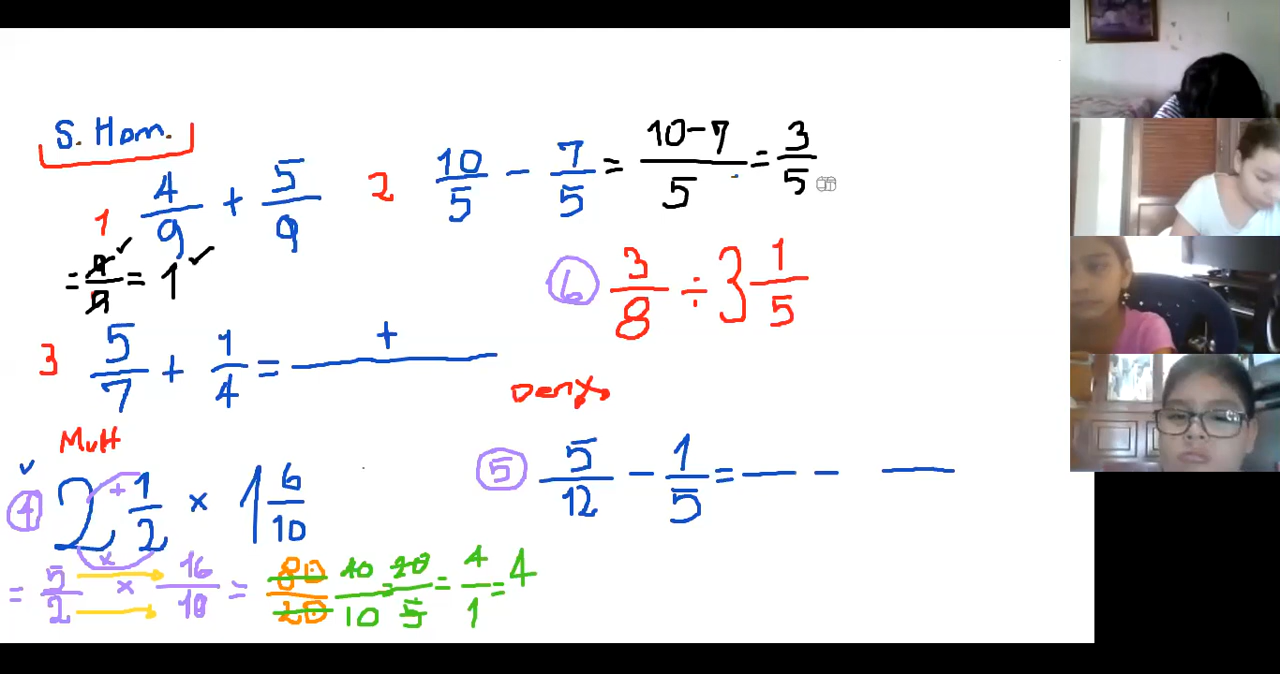 S. Hom.
1 4/9 + 5/9
= 9/9 = 1
2 10/5 - 7/5 = 10-7/5 = 3/5
3 5/7 + 1/4 = +
6 3/8 ÷ 3 1/5
Mult
4 2 + 1/2 × 1 6/10
×
= 5/2 × 16/10 = 80/20 40/10 = 20/5 = 4/1 = 4
5 5/12 - 1/5 = -